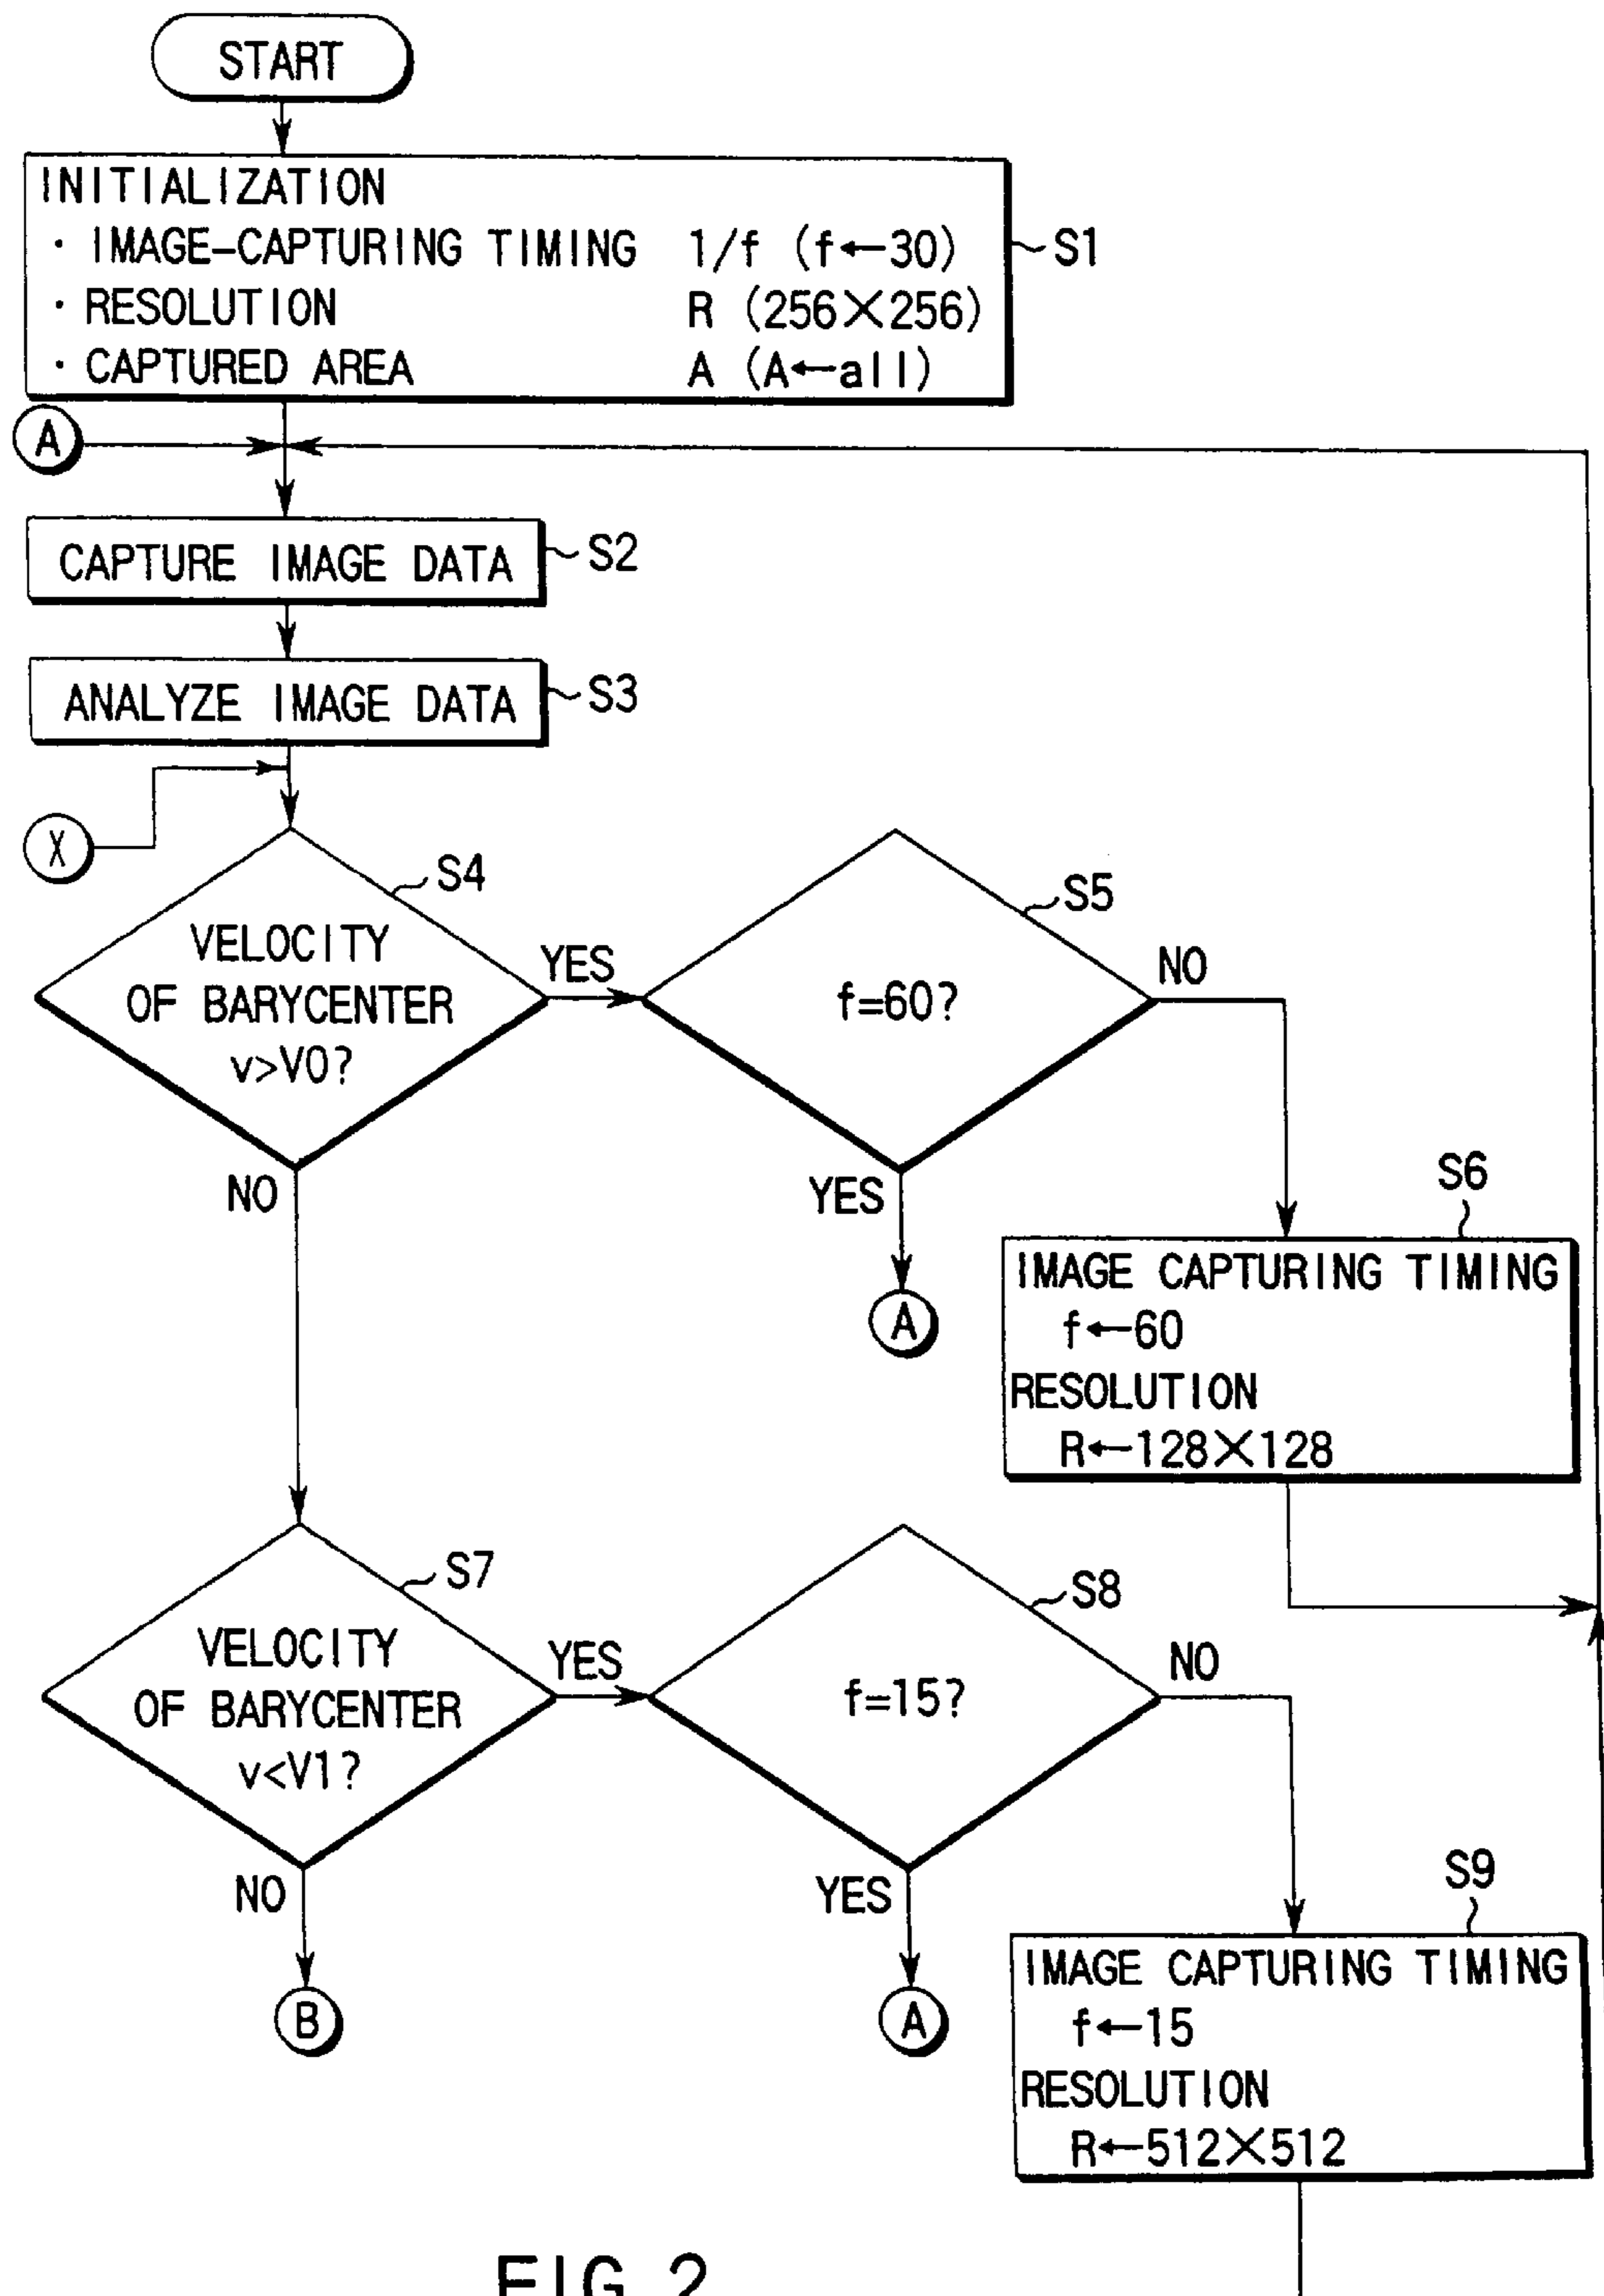 START
INITIALIZATION
· IMAGE-CAPTURING TIMING 1/f (f←30)
· RESOLUTION R (256×256)
· CAPTURED AREA A (A←all)
S1
A
CAPTURE IMAGE DATA
S2
ANALYZE IMAGE DATA
S3
X
S4
VELOCITY
OF BARYCENTER
v>V0?
YES
NO
S5
f=60?
NO
YES
A
S6
IMAGE CAPTURING TIMING
f←60
RESOLUTION
R←128×128
S7
VELOCITY
OF BARYCENTER
v<V1?
YES
NO
B
S8
f=15?
NO
YES
A
S9
IMAGE CAPTURING TIMING
f←15
RESOLUTION
R←512×512
FIG. 2